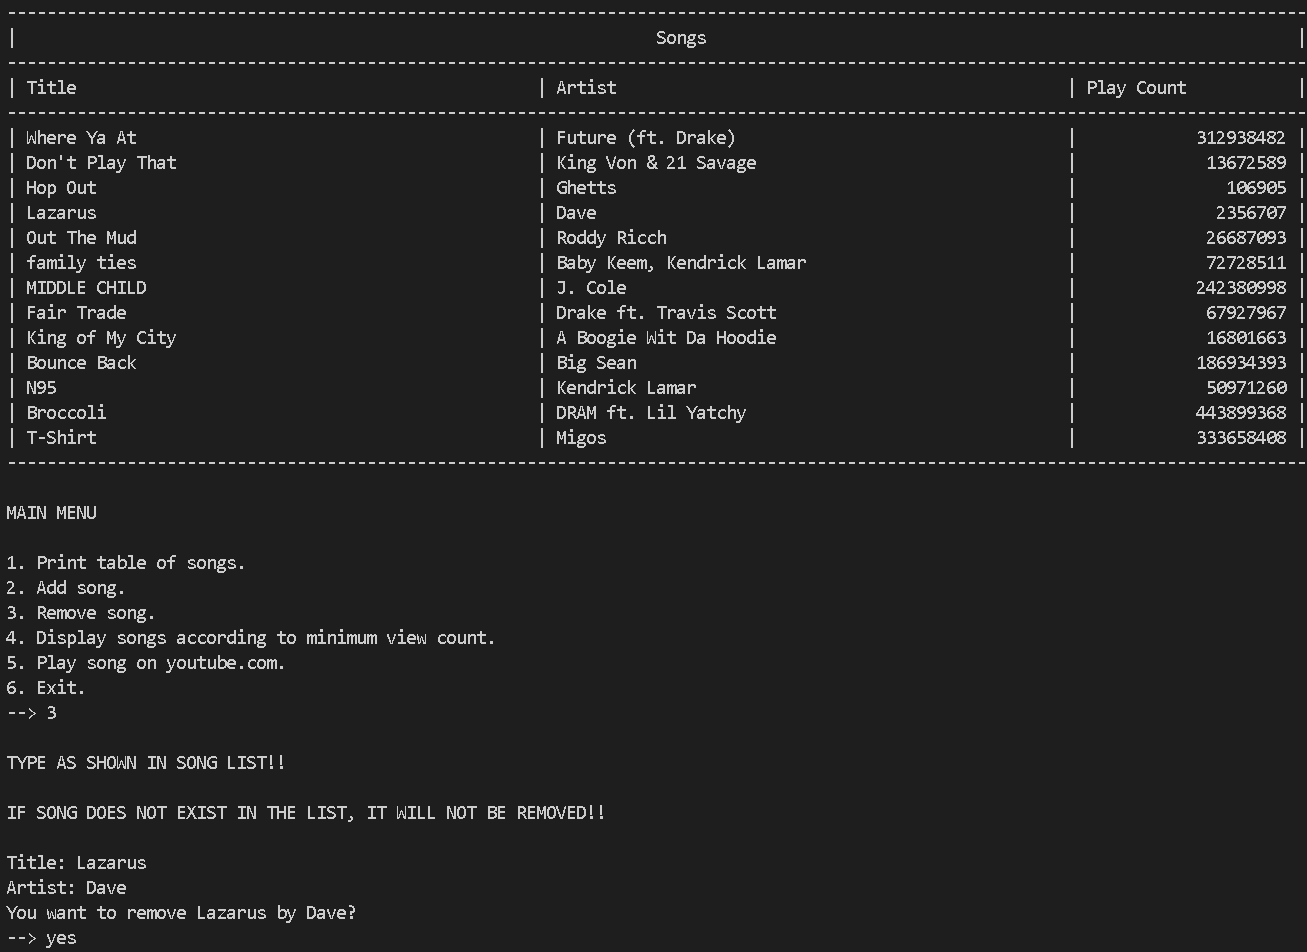 Songs
| Title | Artist | Play Count |
| Where Ya At | Future (ft. Drake) | 312938482 |
| Don't Play That | King Von & 21 Savage | 13672589 |
| Hop Out | Ghetts | 106905 |
| Lazarus | Dave | 2356707 |
| Out The Mud | Roddy Ricch | 26687093 |
| family ties | Baby Keem, Kendrick Lamar | 72728511 |
| MIDDLE CHILD | J. Cole | 242380998 |
| Fair Trade | Drake ft. Travis Scott | 67927967 |
| King of My City | A Boogie Wit Da Hoodie | 16801663 |
| Bounce Back | Big Sean | 186934393 |
| N95 | Kendrick Lamar | 50971260 |
| Broccoli | DRAM ft. Lil Yatchy | 443899368 |
| T-Shirt | Migos | 333658408 |
MAIN MENU
1. Print table of songs.
2. Add song.
3. Remove song.
4. Display songs according to minimum view count.
5. Play song on youtube.com.
6. Exit.
--> 3
TYPE AS SHOWN IN SONG LIST!!
IF SONG DOES NOT EXIST IN THE LIST, IT WILL NOT BE REMOVED!!
Title: Lazarus
Artist: Dave
You want to remove Lazarus by Dave?
--> yes